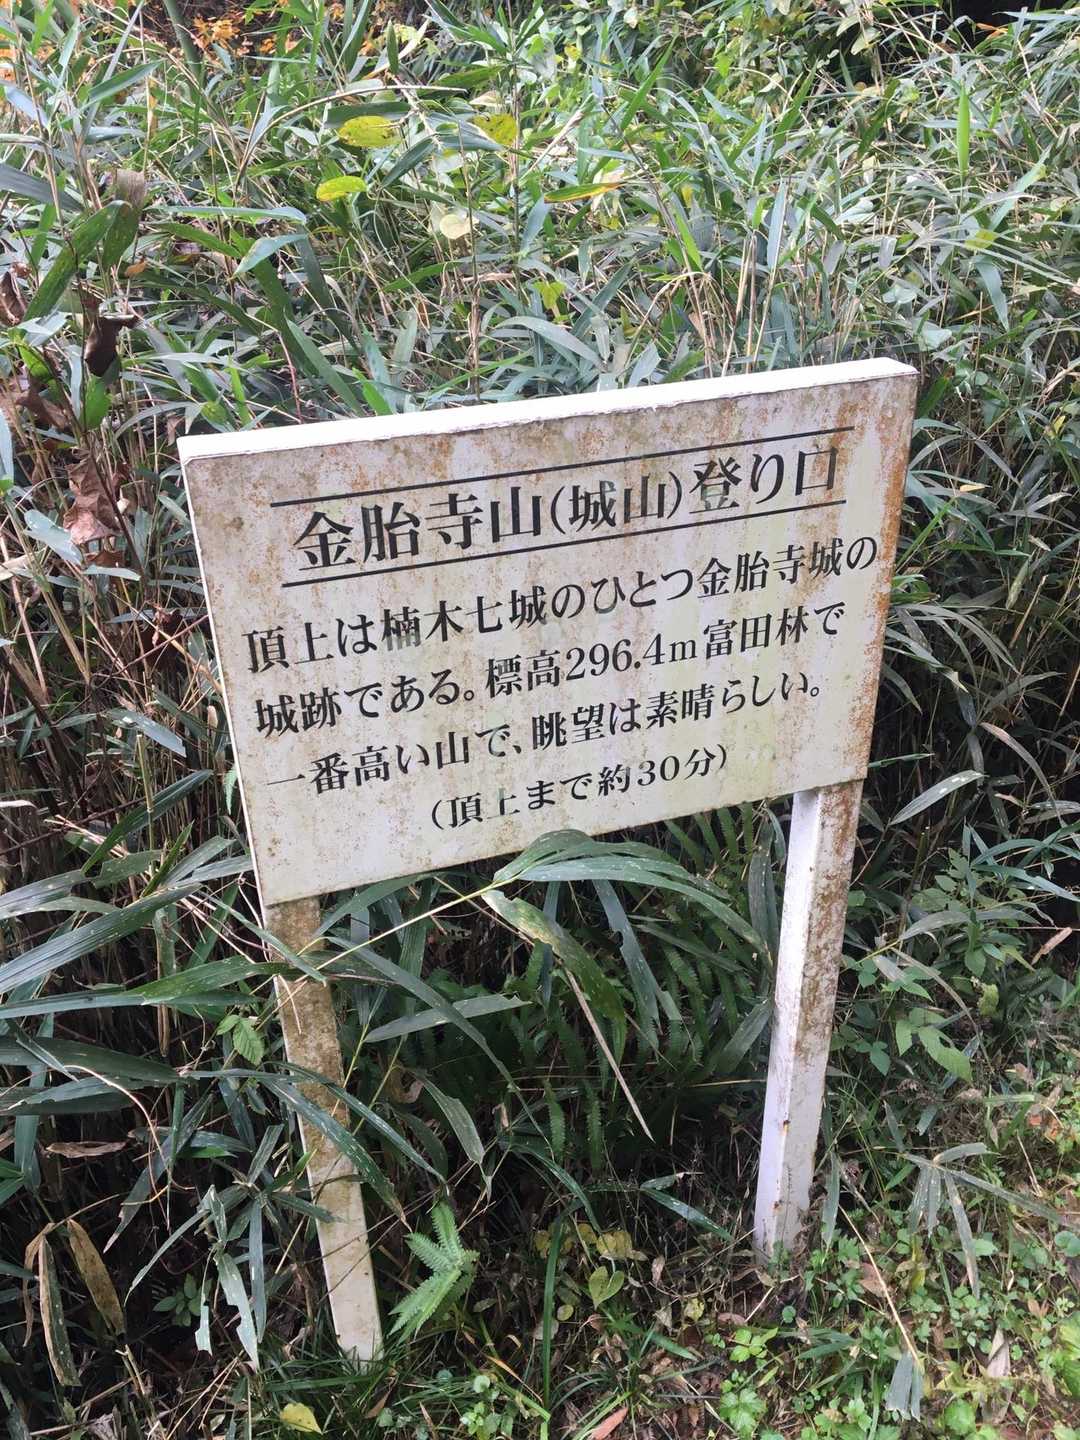 金胎寺山(城山)登り口
頂上は楠木七城のひとつ金胎寺城の
城跡である。標高296.4m富田林で
一番高い山で、眺望は素晴らしい。
(頂上まで約30分)